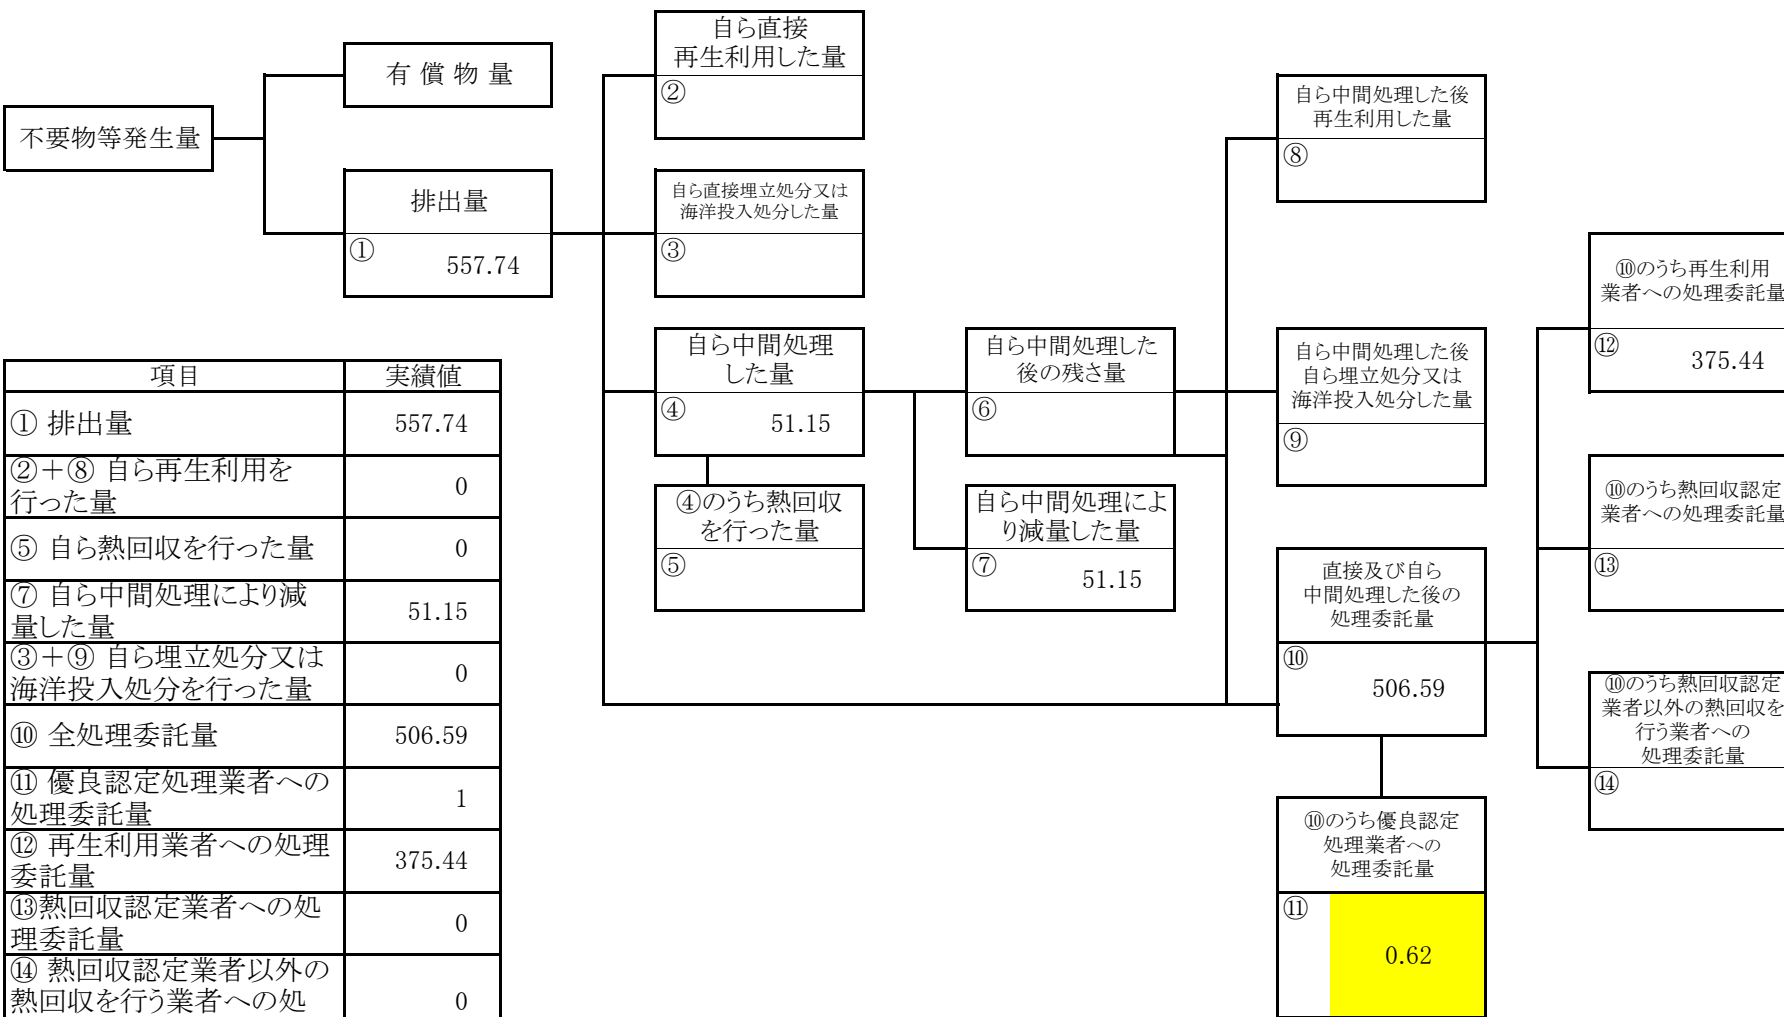 不要物等発生量
有 償 物 量
排出量
①
557.74
自ら直接
再生利用した量
②
自ら直接埋立処分又は
海洋投入処分した量
③
自ら中間処理
した量
④
51.15
④のうち熱回収
を行った量
⑤
自ら中間処理した
後の残さ量
⑥
自ら中間処理によ
り減量した量
⑦
51.15
自ら中間処理した後
再生利用した量
⑧
自ら中間処理した後
自ら埋立処分又は
海洋投入処分した量
⑨
直接及び自ら
中間処理した後の
処理委託量
⑩
506.59
⑩のうち優良認定
処理業者への
処理委託量
⑪
0.62
⑩のうち再生利用
業者への処理委託量
⑫
375.44
⑩のうち熱回収認定
業者への処理委託量
⑬
⑩のうち熱回収認定
業者以外の熱回収を
行う業者への
処理委託量
⑭
項目 実績値
① 排出量 557.74
②+⑧ 自ら再生利用を
行った量 0
⑤ 自ら熱回収を行った量 0
⑦ 自ら中間処理により減
量した量 51.15
③+⑨ 自ら埋立処分又は
海洋投入処分を行った量 0
⑩ 全処理委託量 506.59
⑪ 優良認定処理業者への
処理委託量 1
⑫ 再生利用業者への処理
委託量 375.44
⑬熱回収認定業者への処
理委託量 0
⑭ 熱回収認定業者以外の
熱回収を行う業者への処 0